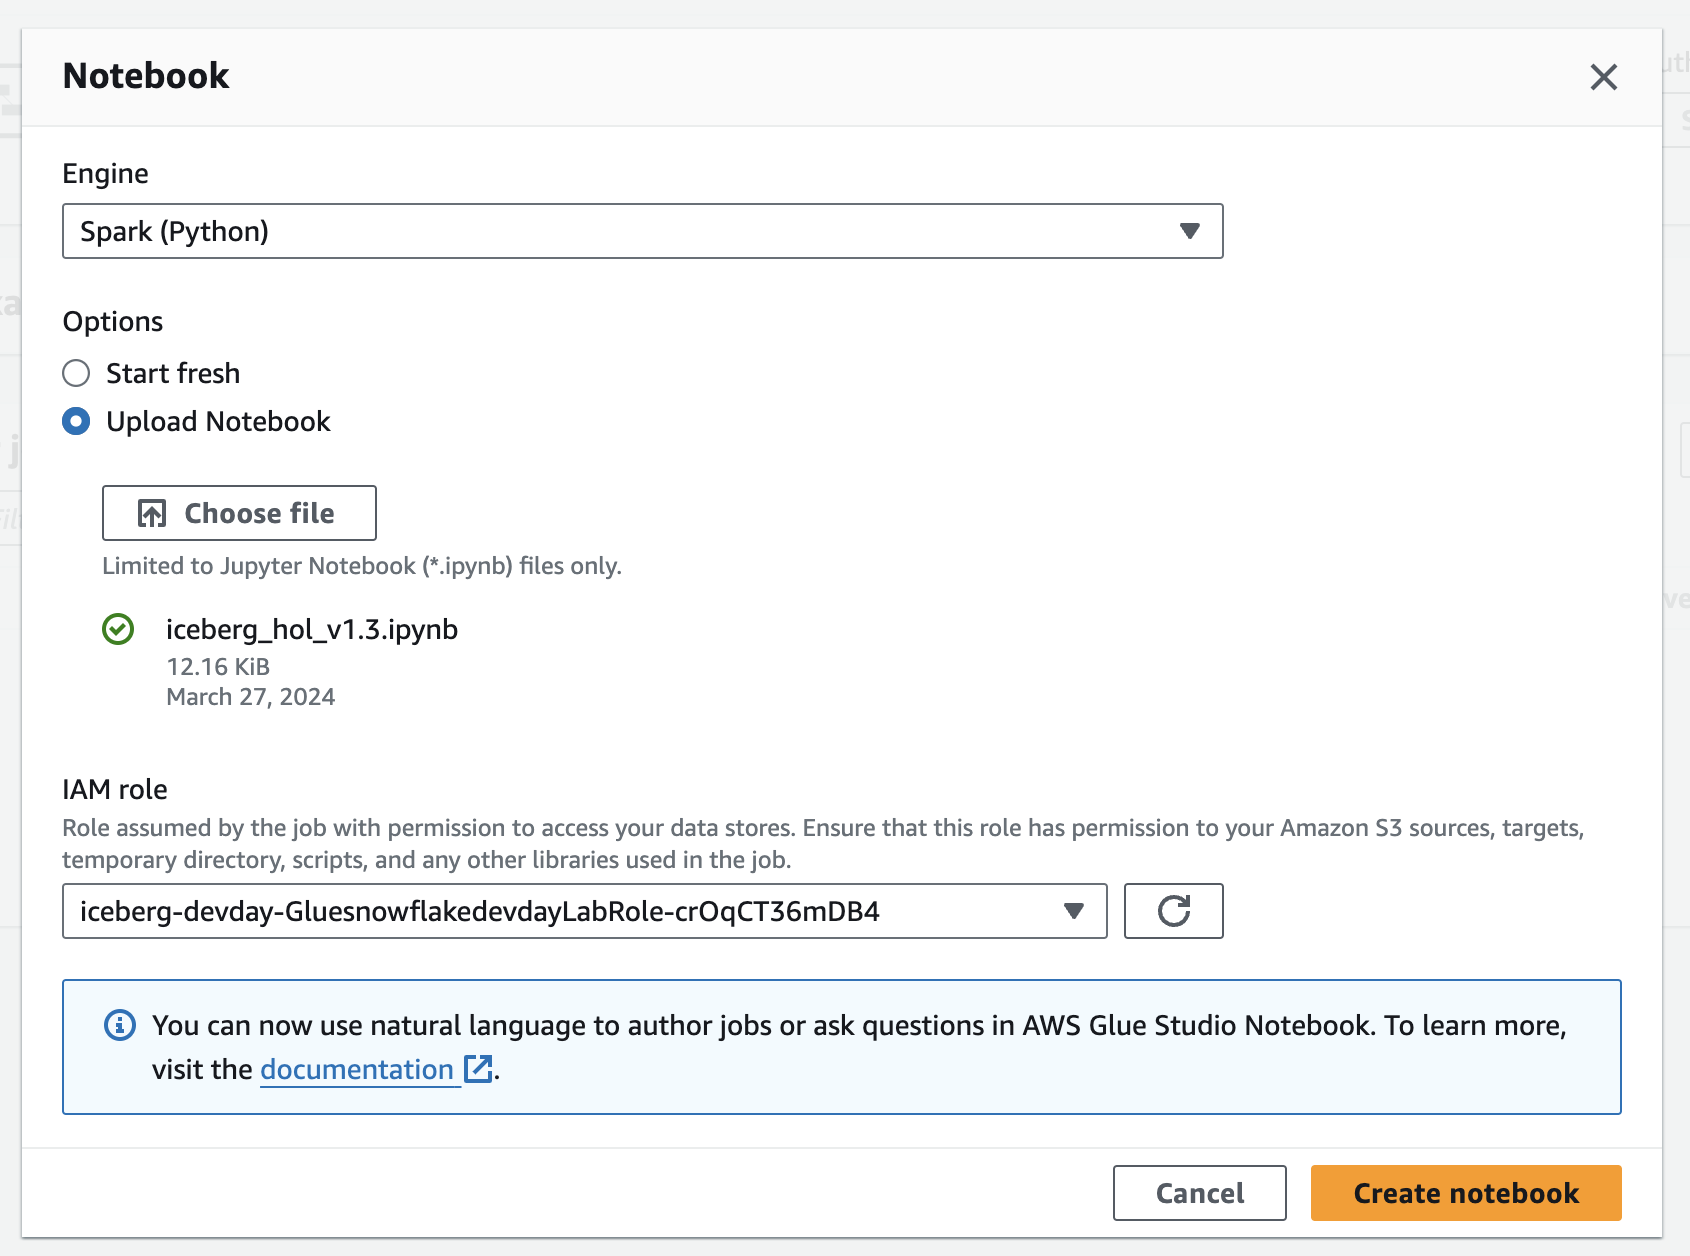 Notebook
Engine
Spark (Python)
Options
Start fresh
Upload Notebook
Choose file
Limited to Jupyter Notebook (*.ipynb) files only.
iceberg_hol_v1.3.ipynb
12.16 KiB
March 27, 2024
IAM role
Role assumed by the job with permission to access your data stores. Ensure that this role has permission to your Amazon S3 sources, targets,
temporary directory, scripts, and any other libraries used in the job.
iceberg-devday-GluesnowflakedevdayLabRole-crOqCT36mDB4
You can now use natural language to author jobs or ask questions in AWS Glue Studio Notebook. To learn more,
visit the documentation .
Cancel
Create notebook